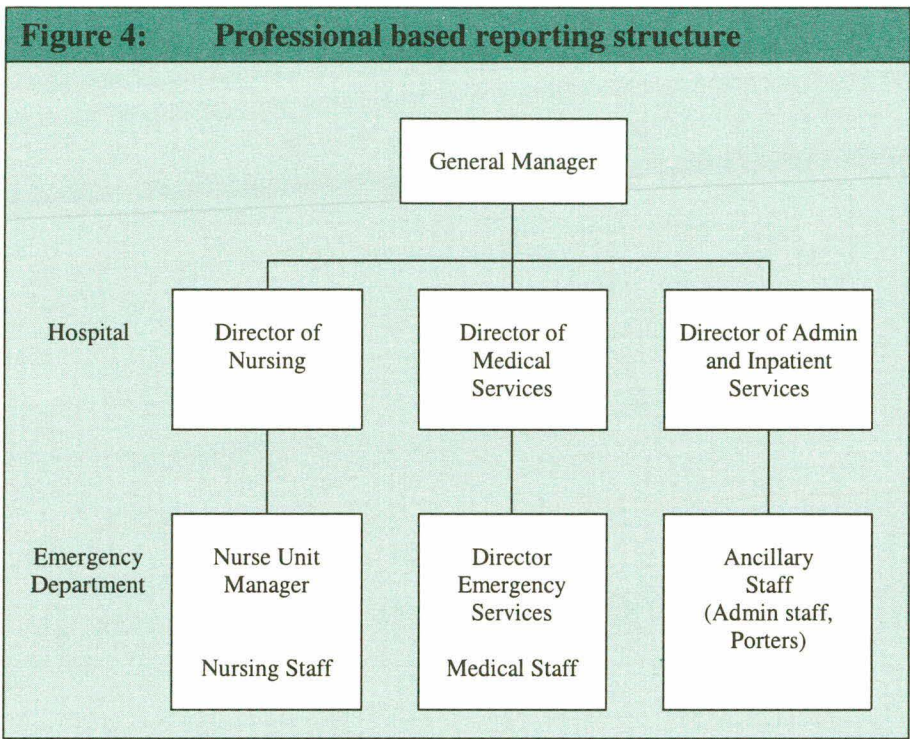 Figure 4: Professional based reporting structure
General Manager
Hospital
Director of
Nursing
Director of
Medical
Services
Director of Admin
and Inpatient
Services
Emergency
Department
Nurse Unit
Manager
Nursing Staff
Director
Emergency
Services
Medical Staff
Ancillary
Staff
(Admin staff,
Porters)